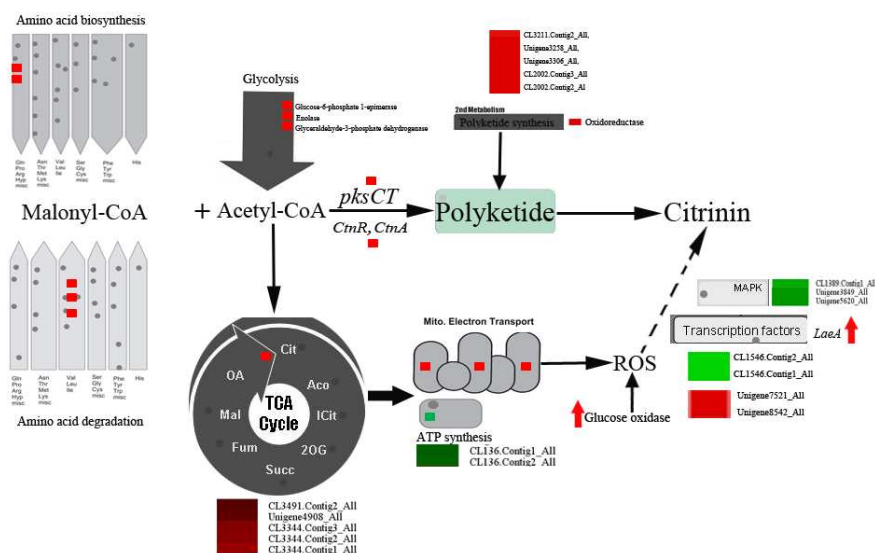 Amino acid biosynthesis
Gln
Pro
Arg
Hyp
misc
Asn
Thr
Met
Lys
misc
Val
Leu
Ile
Ser
Gly
Cys
misc
Phe
Tyr
Trp
misc
His
Malonyl-CoA
+ Acetyl-CoA
Gln
Pro
Arg
Hyp
misc
Asn
Thr
Met
Lys
misc
Val
Leu
Ile
Ser
Gly
Cys
misc
Phe
Tyr
Trp
misc
His
Amino acid degradation
Glycolysis
Glucose-6-phosphate 1-epimerase
Enolase
Glyceraldehyde-3-phosphate dehydrogenase
CL3211.Contig2_All,
Unigene3258_All,
Unigene3306_All,
CL2002.Contig3_All
CL2002.Contig2_Al
2nd Metabolism
Polyketide synthesis
Oxidoreductase
pksCT
CtnR, CtnA
Polyketide
Citrinin
Cit
Aco
ICit
2OG
Succ
Fum
Mal
OA
TCA
Cycle
CL3491.Contig2_All
Unigene4908_All
CL3344.Contig3_All
CL3344.Contig2_All
CL3344.Contig1_All
Mito. Electron Transport
ATP synthesis
CL136.Contig1_All
CL136.Contig2_All
ROS
Glucose oxidase
MAPK
CL1389.Contig1_Al
Unigene3849_All
Unigene5620_All
Transcription factors
LaeA
CL1546.Contig2_All
CL1546.Contig1_All
Unigene7521_All
Unigene8542_All